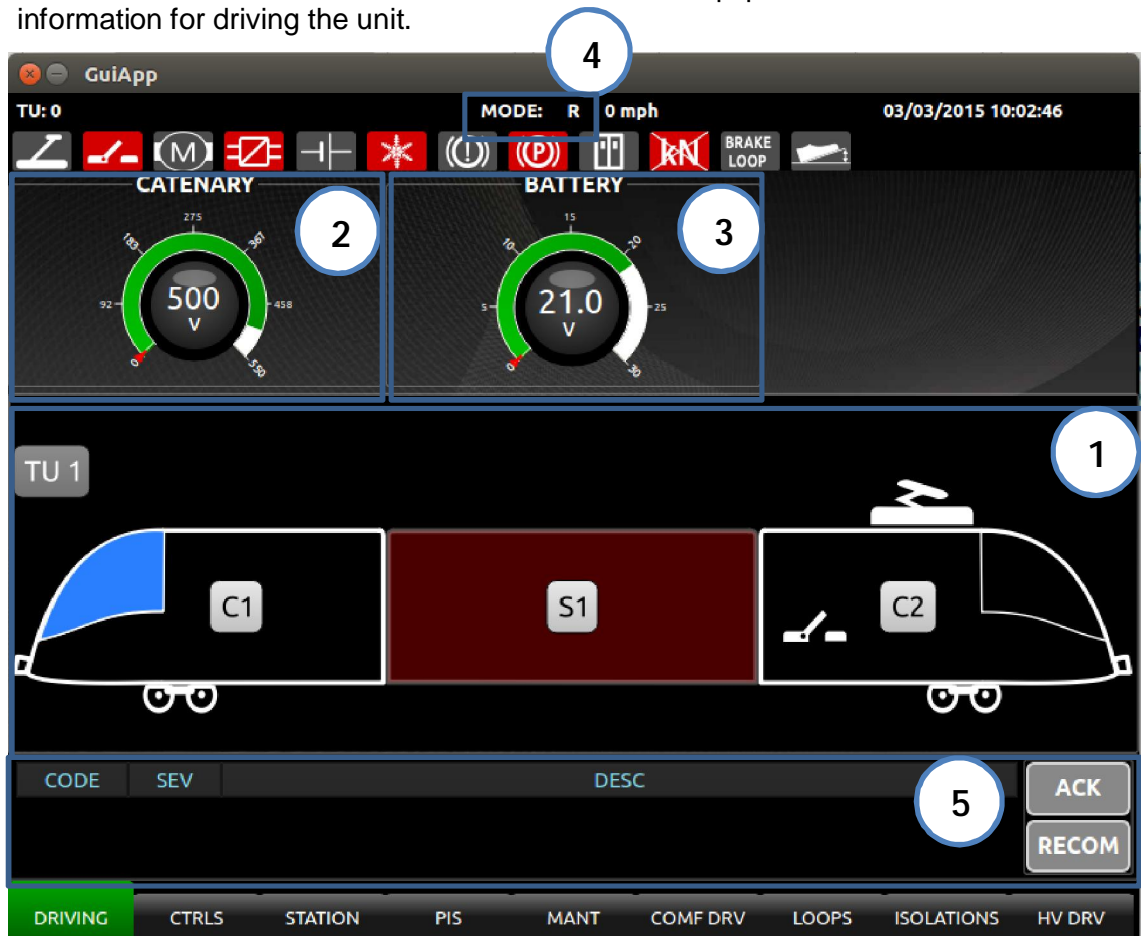 information for driving the unit.
4
GuiApp
TU: 0 MODE: R 0 mph 03/03/2015 10:02:46
M P kN BRAKE LOOP
CATENARY BATTERY
2 3
0 92 183 275 367 458 550
500
V
0 5 10 15 20 25 30
21.0
V
1
TU 1
C1 S1 C2
CODE SEV DESC
5
ACK
RECOM
DRIVING CTRLS STATION PIS MANT COMF DRV LOOPS ISOLATIONS HV DRV